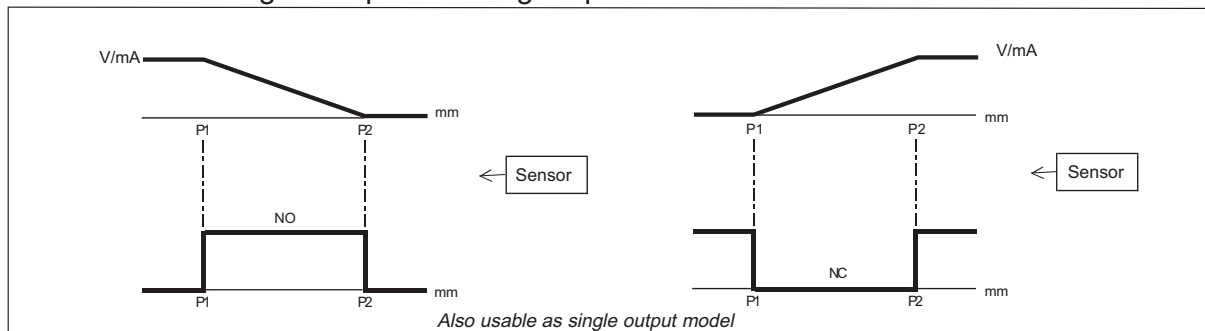 V/mA
mm
P1
P2
Sensor
NO
mm
P1
P2
V/mA
mm
P1
P2
Sensor
NC
mm
P1
P2
Also usable as single output model